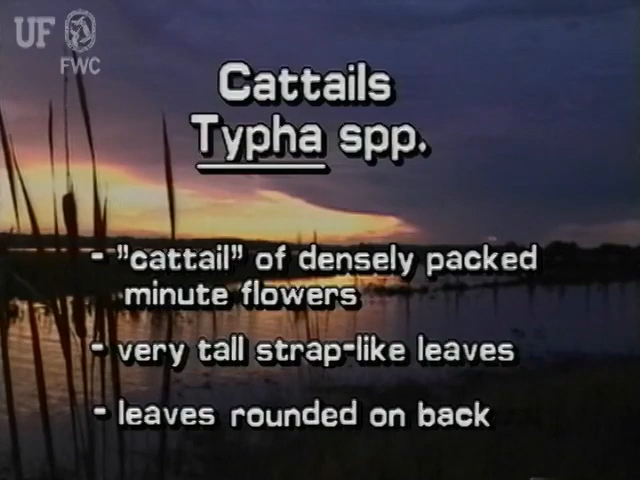 UF
FWC
Cattails
Typha spp.
- "cattail" of densely packed
minute flowers
- very tall strap-like leaves
- leaves rounded on back